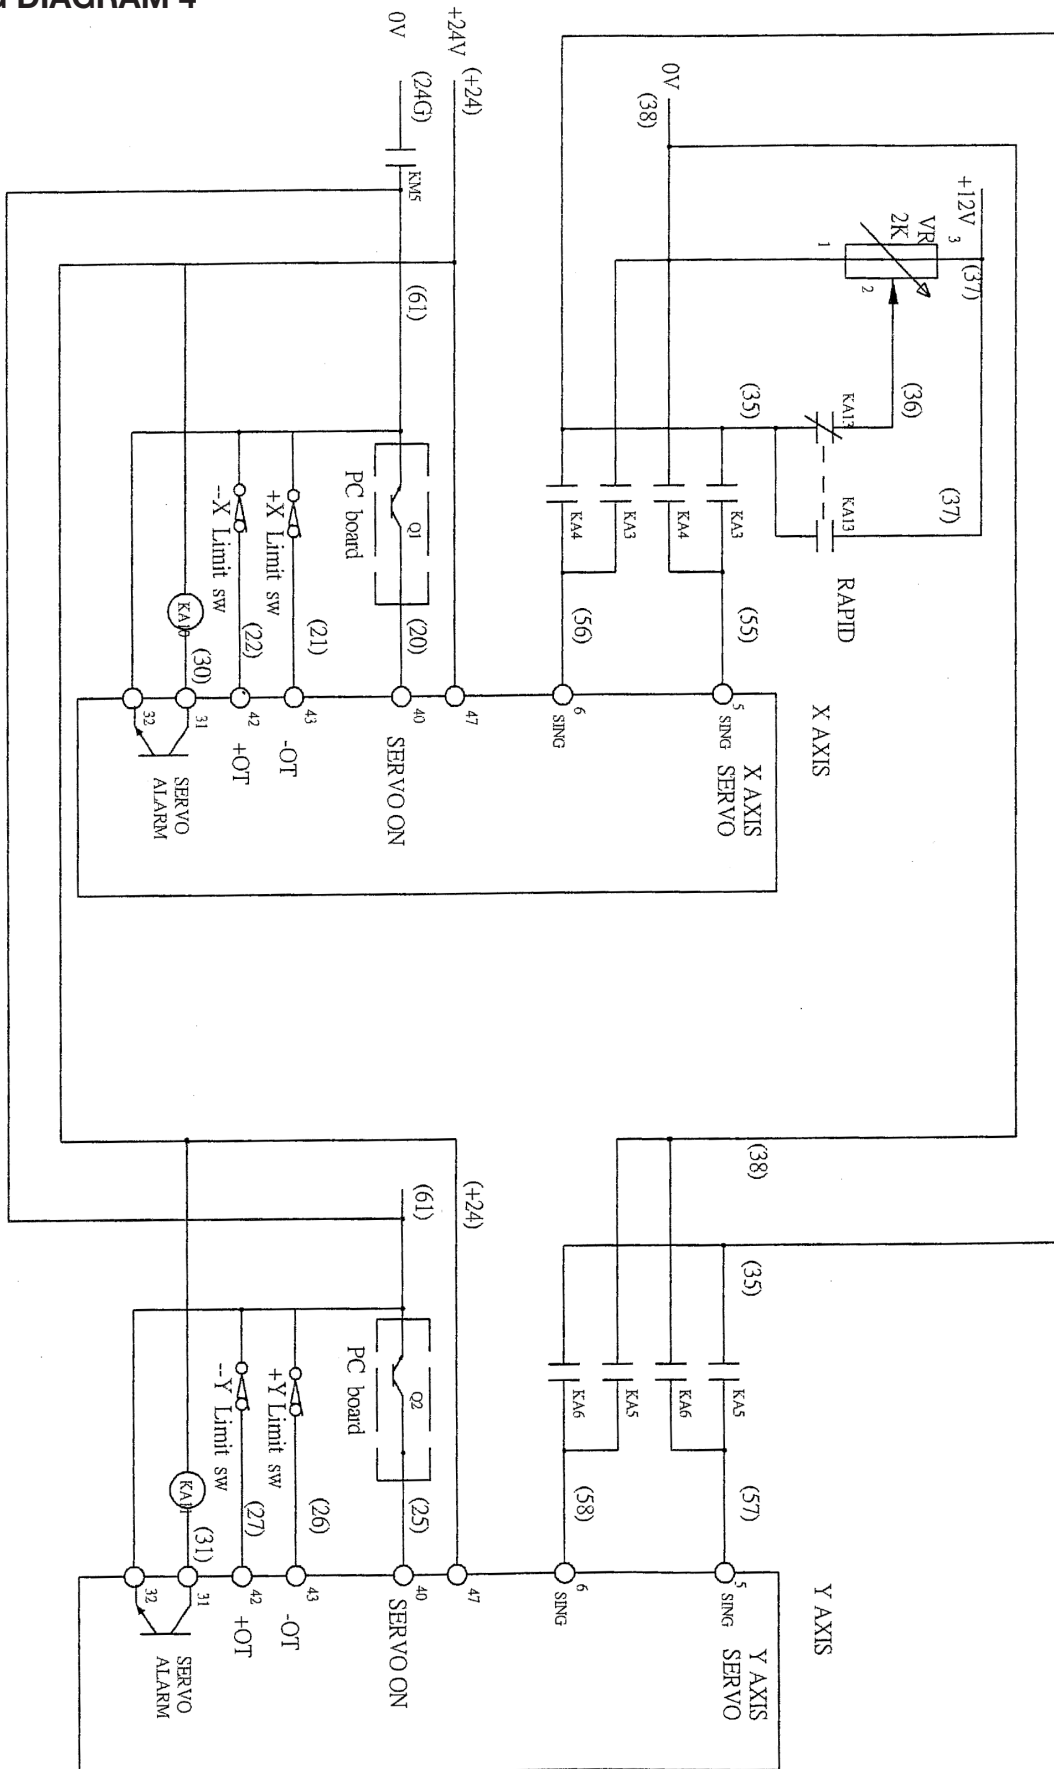 DIAGRAM 4
0V
(24G)
+24V
(+24)
KM5
(61)
0V
(38)
+12V
VR
2K
1
2
3
(37)
(36)
(35)
KA13
KA13
(37)
RAPID
KA4
KA3
KA4
KA3
(56)
(55)
PC board
Q1
+X Limit sw
--X Limit sw
(20)
(21)
(22)
KA10
(30)
32
31
42
43
40
47
6
5
SING
SING
X AXIS
X AXIS
SERVO
SERVO ON
-OT
+OT
SERVO
ALARM
(38)
(35)
(+24)
(61)
KA6
KA5
KA6
KA5
(58)
(57)
PC board
Q2
+Y Limit sw
--Y Limit sw
(25)
(26)
(27)
KA11
(31)
32
31
42
43
40
47
6
5
SING
SING
Y AXIS
Y AXIS
SERVO
SERVO ON
-OT
+OT
SERVO
ALARM